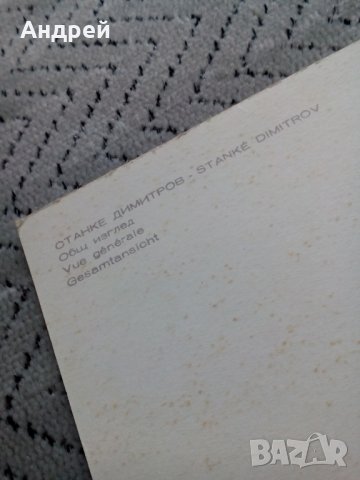 Андрей
СТАНКЕ ДИМИТРОВ - STANKÉ DIMITROV
Общ изглед
Vue générale
Gesamtansicht
BAZAR
bg